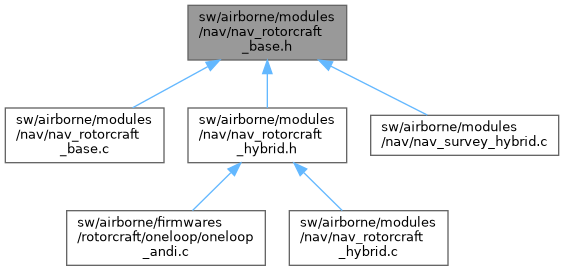 sw/airborne/modules
/nav/nav_rotorcraft
_base.h
sw/airborne/modules
/nav/nav_rotorcraft
_base.c
sw/airborne/modules
/nav/nav_rotorcraft
_hybrid.h
sw/airborne/modules
/nav/nav_survey_hybrid.c
sw/airborne/firmwares
/rotorcraft/oneloop/oneloop
_andi.c
sw/airborne/modules
/nav/nav_rotorcraft
_hybrid.c